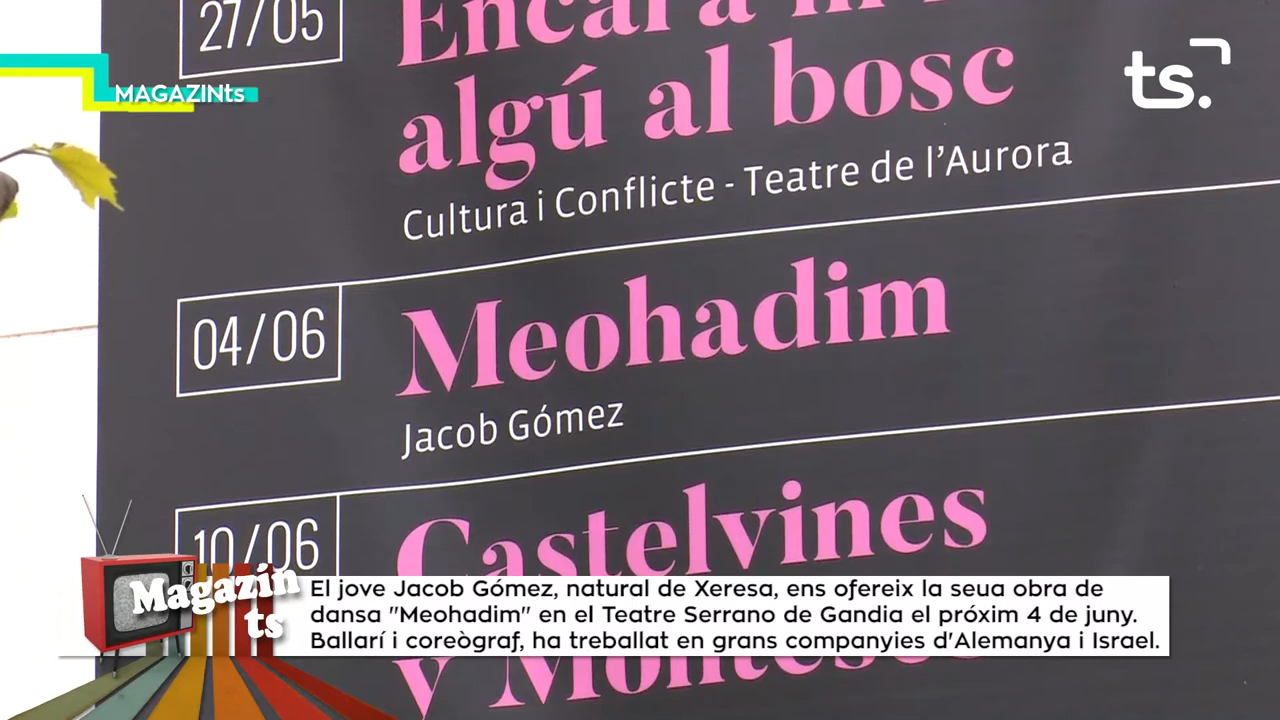 27/05
Encara
algú al bosc
Cultura i Conflicte - Teatre de l'Aurora
MAGAZINts
ts.
04/06
Meohadim
Jacob Gómez
10/06
Castelvines
Magazin
ts
El jove Jacob Gómez, natural de Xeresa, ens ofereix la seua obra de
dansa "Meohadim" en el Teatre Serrano de Gandia el próxim 4 de juny.
Ballarí i coreògraf, ha treballat en grans companyies d'Alemanya i Israel.
y